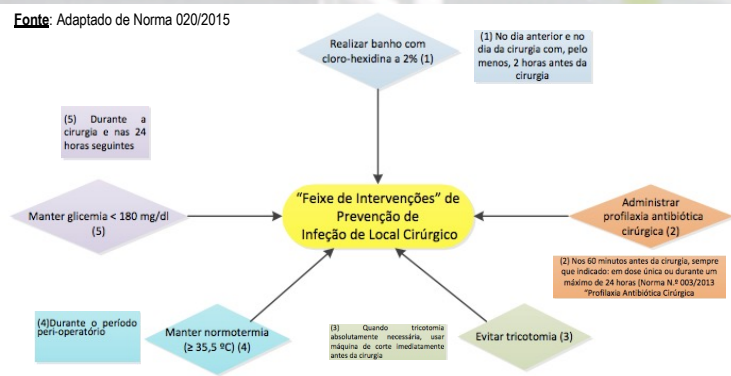 Fonte: Adaptado de Norma 020/2015
Realizar banho com
cloro-hexidina a 2% (1)
(1) No dia anterior e no
dia da cirurgia com, pelo
menos, 2 horas antes da
cirurgia
(5) Durante a
cirurgia e nas 24
horas seguintes
Manter glicemia < 180 mg/dl
(5)
"Feixe de Intervenções" de
Prevenção de
Infeção de Local Cirúrgico
Administrar
profilaxia antibiótica
cirúrgica (2)
(2) Nos 60 minutos antes da cirurgia, sempre
que indicado: em dose única ou durante um
máximo de 24 horas (Norma N.º 003/2013
"Profilaxia Antibiótica Cirúrgica
(4)Durante o período
peri-operatório
Manter normotermia
(≥ 35,5 ºC) (4)
(3) Quando tricotomia
absolutamente necessária, usar
máquina de corte imediatamente
antes da cirurgia
Evitar tricotomia (3)